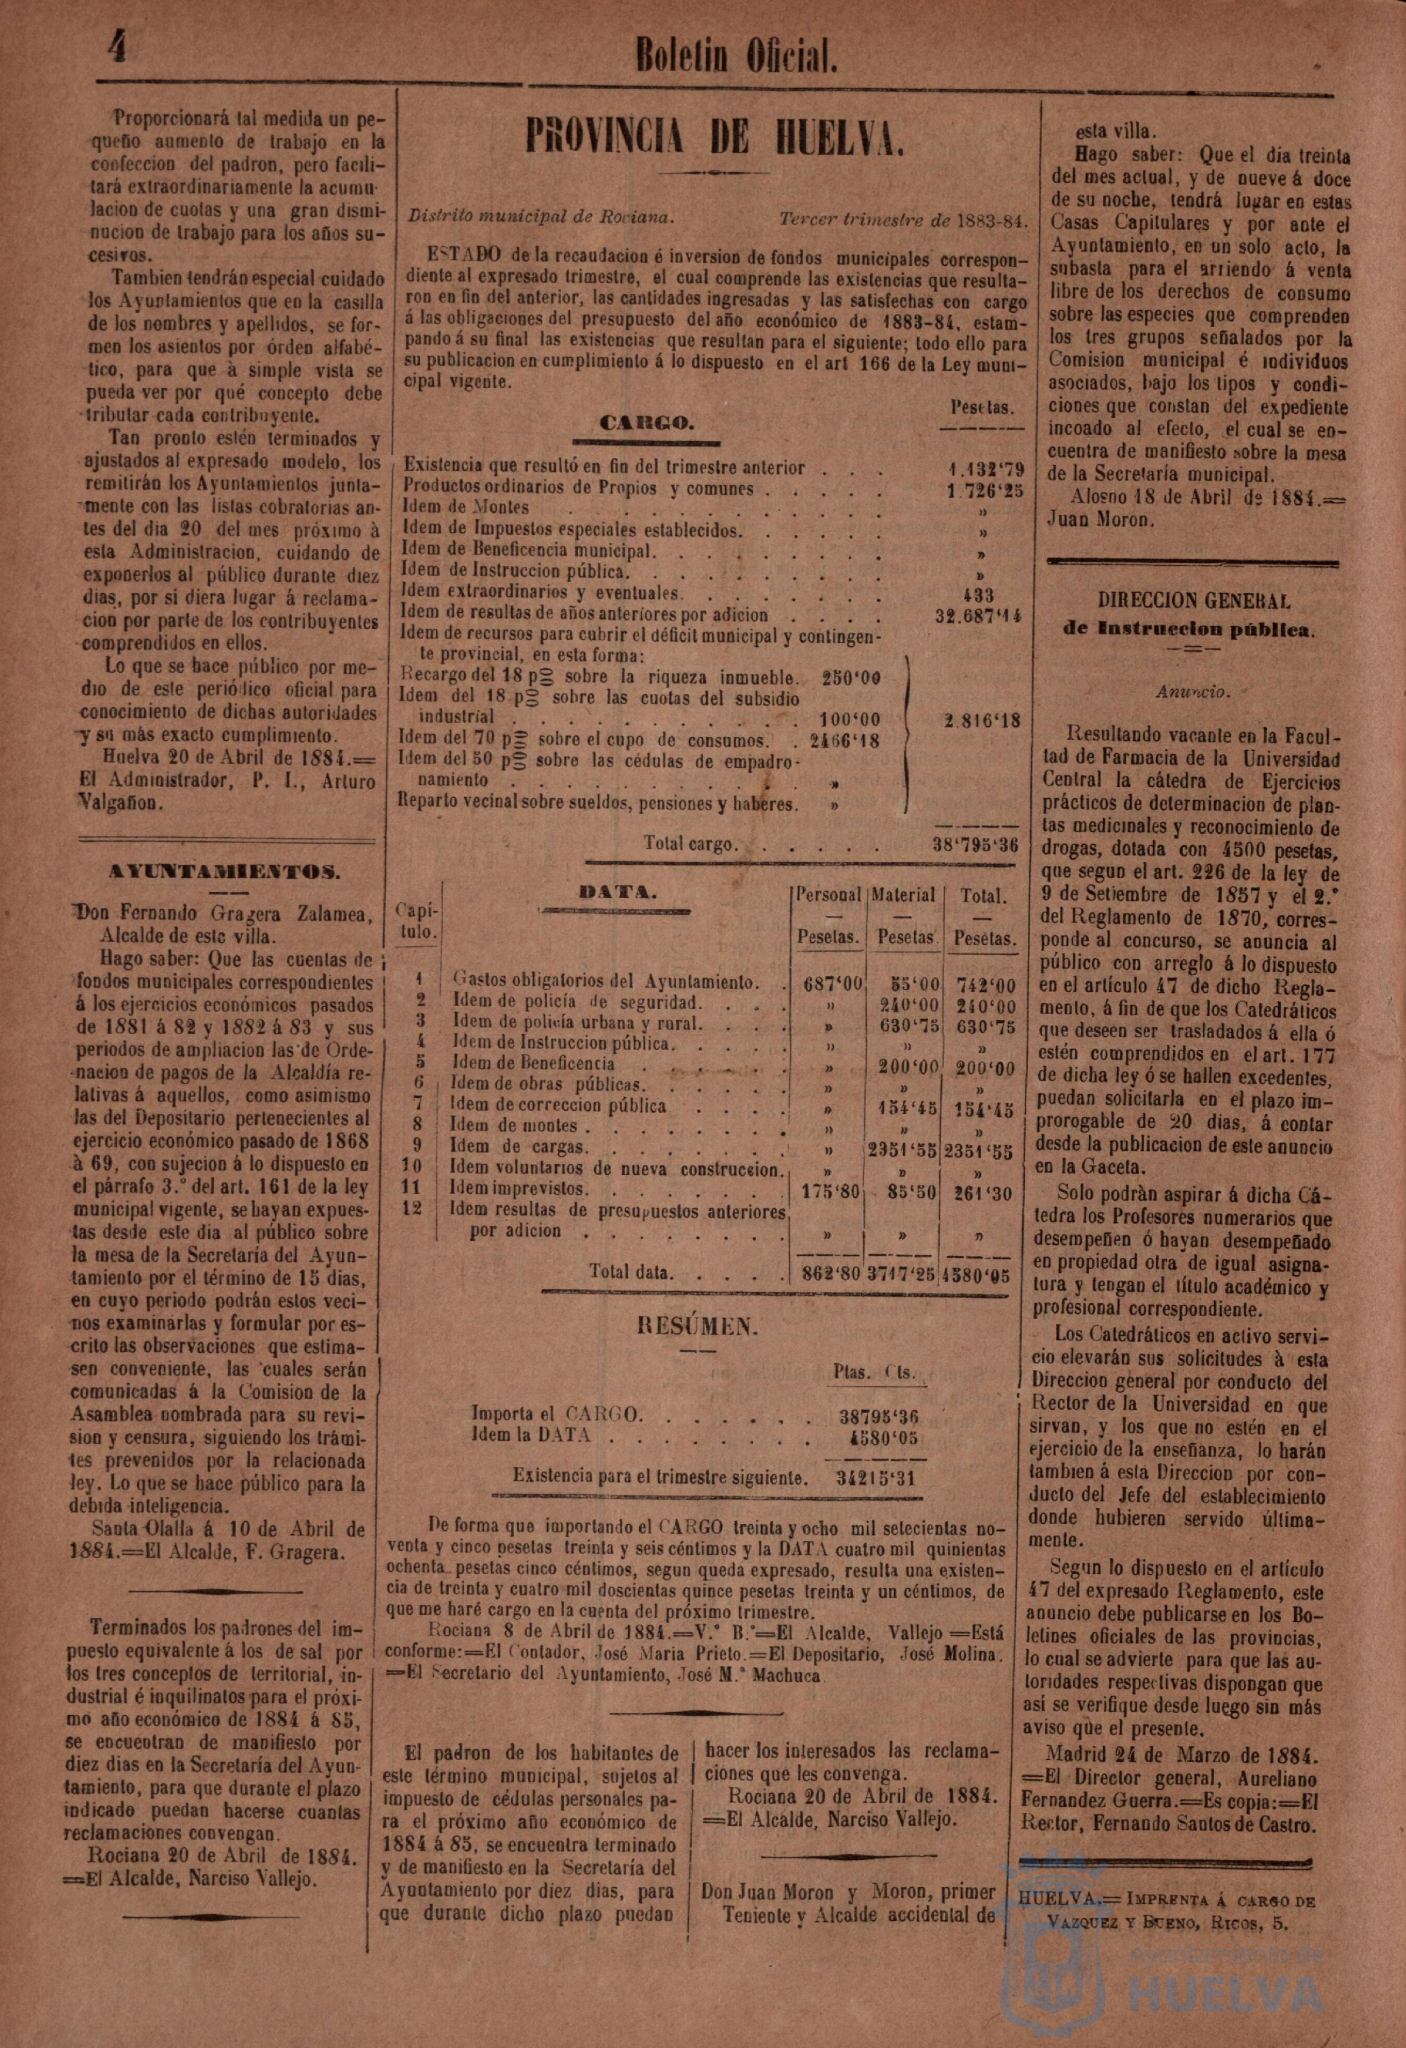 4
Boletin Oficial.
Proporcionará tal medida un pe-
queño aumento de trabajo en la
confeccion del padron, pero facili-
tará extraordinariamente la acumu-
lacion de cuotas y una gran dismi-
nucion de trabajo para los años su-
cesivos.
Tambien tendrán especial cuidado
los Ayuntamientos que en la casilla
de los nombres y apellidos, se for-
men los asientos por órden alfabé-
tico, para que à simple vista se
pueda ver por qué concepto debe
tributar cada contribuyente.
Tan pronto estén terminados y
ajustados al expresado modelo, los
remitirán los Ayuntamientos junta-
mente con las listas cobratorias an-
tes del dia 20 del mes próximo à
esta Administracion, cuidando de
exponerlos al público durante diez
dias, por si diera lugar á reclama-
cion por parte de los contribuyentes
comprendidos en ellos.
Lo que se hace público por me-
dio de este periódico oficial para
conocimiento de dichas autoridades
y su más exacto cumplimiento.
Huelva 20 de Abril de 1884.=
El Administrador, P. I., Arturo
Valgañon.
AYUNTAMIENTOS.
Don Fernando Gragera Zalamea,
Alcalde de este villa.
Hago saber: Que las cuentas de
fondos municipales correspondientes
á los ejercicios económicos pasados
de 1881 á 82 y 1882 á 83 y sus
periodos de ampliacion las de Orde-
nacion de pagos de la Alcaldía re-
lativas á aquellos, como asimismo
las del Depositario pertenecientes al
ejercicio económico pasado de 1868
à 69, con sujecion á lo dispuesto en
el párrafo 3.° del art. 161 de la ley
municipal vigente, se hayan expues-
tas desde este dia al público sobre
la mesa de la Secretaría del Ayun-
tamiento por el término de 15 dias,
en cuyo periodo podrán estos veci-
nos examinarlas y formular por es-
crito las observaciones que estima-
sen conveniente, las cuales serán
comunicadas á la Comision de la
Asamblea nombrada para su revi-
sion y censura, siguiendo los trámi-
tes prevenidos por la relacionada
ley. Lo que se hace público para la
debida inteligencia.
Santa Olalla á 10 de Abril de
1884.=El Alcalde, F. Gragera.
Terminados los padrones del im-
puesto equivalente á los de sal por
los tres conceptos de territorial, in-
dustrial é inquilinatos para el próxi-
mo año económico de 1884 á 85,
se encuentran de manifiesto por
diez dias en la Secretaría del Ayun-
tamiento, para que durante el plazo
indicado puedan hacerse cuantas
reclamaciones convengan.
Rociana 20 de Abril de 1884.
=El Alcalde, Narciso Vallejo.
PROVINCIA DE HUELVA.
Distrito municipal de Rociana. Tercer trimestre de 1883-84.
ESTADO de la recaudacion é inversion de fondos municipales correspon-
diente al expresado trimestre, el cual comprende las existencias que resulta-
ron en fin del anterior, las cantidades ingresadas y las satisfechas con cargo
á las obligaciones del presupuesto del año económico de 1883-84, estam-
pando á su final las existencias que resultan para el siguiente; todo ello para
su publicacion en cumplimiento á lo dispuesto en el art 166 de la Ley muni-
cipal vigente.
CARGO. Pesetas.
Existencia que resultó en fin del trimestre anterior . . . 1.132'79
Productos ordinarios de Propios y comunes . . . . . 1.726'25
Idem de Montes . . . . . . . . . »
Idem de Impuestos especiales establecidos. . . . . . »
Idem de Beneficencia municipal. . . . . . . . »
Idem de Instruccion pública. . . . . . . . »
Idem extraordinarios y eventuales. . . . . . . 433
Idem de resultas de años anteriores por adicion . . . . 32.687'14
Idem de recursos para cubrir el déficit municipal y contingen-
te provincial, en esta forma:
Recargo del 18 p% sobre la riqueza inmueble. 250'00
Idem del 18 p% sobre las cuotas del subsidio
industrial . . . . . . . . . . 100'00 2.816'18
Idem del 70 p% sobre el cupo de consumos. . 2466'18
Idem del 50 p% sobre las cédulas de empadro-
namiento . . . . . . . . . . »
Reparto vecinal sobre sueldos, pensiones y haberes. »
Total cargo. . . . . . 38'795'36
Capí-
tulo. DATA. Personal Material Total.
Pesetas. Pesetas. Pesetas.
1 Gastos obligatorios del Ayuntamiento. . 687'00 55'00 742'00
2 Idem de policía de seguridad. . . . » 240'00 240'00
3 Idem de policía urbana y rural. . . . » 630'75 630'75
4 Idem de Instruccion pública. . . . . » » »
5 Idem de Beneficencia . . . . . . » 200'00 200'00
6 Idem de obras públicas. . . . . . » » »
7 Idem de correccion pública . . . . » 154'45 154'45
8 Idem de montes . . . . . . . » » »
9 Idem de cargas. . . . . . . » 2351'55 2351'55
10 Idem voluntarios de nueva construccion. » » »
11 Idem imprevistos. . . . . . . 175'80 85'50 261'30
12 Idem resultas de presupuestos anteriores
por adicion . . . . . . . . » » »
Total data. . . . . 862'80 3717'25 4580'05
RESÚMEN.
Ptas. Cts.
Importa el CARGO. . . . . . . 38795'36
Idem la DATA . . . . . . . . 4580'05
Existencia para el trimestre siguiente. 34215'31
De forma que importando el CARGO treinta y ocho mil setecientas no-
venta y cinco pesetas treinta y seis céntimos y la DATA cuatro mil quinientas
ochenta pesetas cinco céntimos, segun queda expresado, resulta una existen-
cia de treinta y cuatro mil doscientas quince pesetas treinta y un céntimos, de
que me haré cargo en la cuenta del próximo trimestre.
Rociana 8 de Abril de 1884.=V.° B.°=El Alcalde, Vallejo =Está
conforme:=El Contador, José Maria Prieto.=El Depositario, José Molina.
=El Secretario del Ayuntamiento, José M.ª Machuca
El padron de los habitantes de
este término municipal, sujetos al
impuesto de cédulas personales pa-
ra el próximo año económico de
1884 á 85, se encuentra terminado
y de manifiesto en la Secretaría del
Ayuntamiento por diez dias, para
que durante dicho plazo puedan
hacer los interesados las reclama-
ciones que les convenga.
Rociana 20 de Abril de 1884.
=El Alcalde, Narciso Vallejo.
Don Juan Moron y Moron, primer
Teniente y Alcalde accidental de
esta villa.
Hago saber: Que el dia treinta
del mes actual, y de nueve á doce
de su noche, tendrá lugar en estas
Casas Capitulares y por ante el
Ayuntamiento, en un solo acto, la
subasta para el arriendo á venta
libre de los derechos de consumo
sobre las especies que comprenden
los tres grupos señalados por la
Comision municipal é individuos
asociados, bajo los tipos y condi-
ciones que constan del expediente
incoado al efecto, el cual se en-
cuentra de manifiesto sobre la mesa
de la Secretaría municipal.
Alosno 18 de Abril de 1884.=
Juan Moron.
DIRECCION GENERAL
de Instruccion pública.
Anuncio.
Resultando vacante en la Facul-
tad de Farmacia de la Universidad
Central la cátedra de Ejercicios
prácticos de determinacion de plan-
tas medicinales y reconocimiento de
drogas, dotada con 4500 pesetas,
que segun el art. 226 de la ley de
9 de Setiembre de 1857 y el 2.°
del Reglamento de 1870, corres-
ponde al concurso, se anuncia al
público con arreglo á lo dispuesto
en el artículo 47 de dicho Regla-
mento, á fin de que los Catedráticos
que deseen ser trasladados á ella ó
estén comprendidos en el art. 177
de dicha ley ó se hallen excedentes,
puedan solicitarla en el plazo im-
prorogable de 20 dias, á contar
desde la publicacion de este anuncio
en la Gaceta.
Solo podràn aspirar á dicha Cá-
tedra los Profesores numerarios que
desempeñen ó hayan desempeñado
en propiedad otra de igual asigna-
tura y tengan el título académico y
profesional correspondiente.
Los Catedráticos en activo servi-
cio elevarán sus solicitudes à esta
Direccion general por conducto del
Rector de la Universidad en que
sirvan, y los que no estén en el
ejercicio de la enseñanza, lo harán
tambien á esta Direccion por con-
ducto del Jefe del establecimiento
donde hubieren servido última-
mente.
Segun lo dispuesto en el artículo
47 del expresado Reglamento, este
anuncio debe publicarse en los Bo-
letines oficiales de las provincias,
lo cual se advierte para que las au-
toridades respectivas dispongan que
así se verifique desde luego sin más
aviso que el presente.
Madrid 24 de Marzo de 1884.
=El Director general, Aureliano
Fernandez Guerra.=Es copia:=El
Rector, Fernando Santos de Castro.
HUELVA.=IMPRENTA Á CARGO DE
VAZQUEZ Y BUENO, RICOS, 5.
Ayuntamiento de
HUELVA